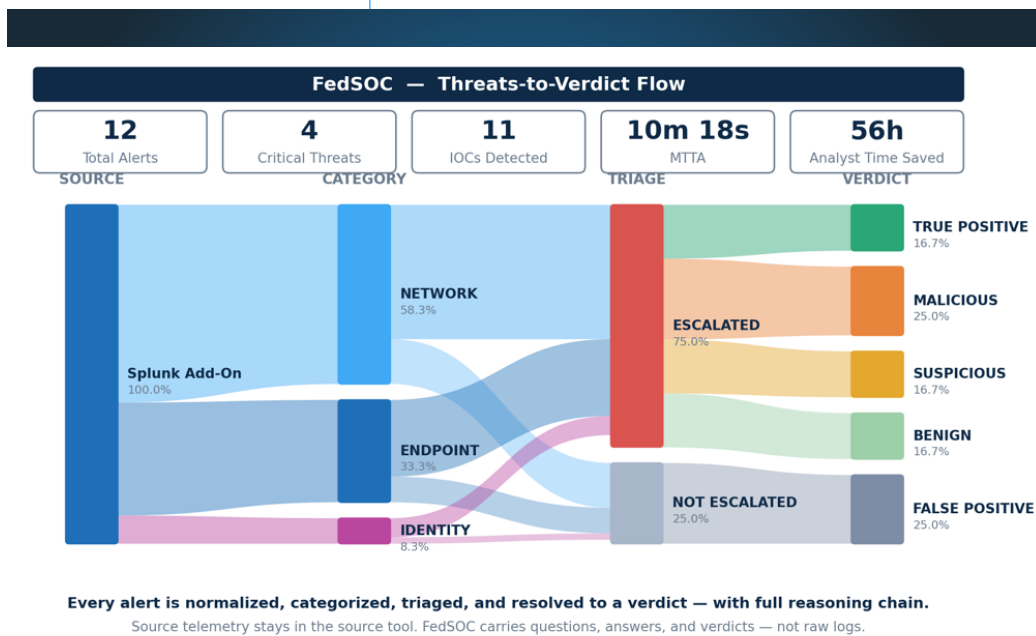 FedSOC — Threats-to-Verdict Flow
12
Total Alerts
4
Critical Threats
11
IOCs Detected
10m 18s
MTTA
56h
Analyst Time Saved
SOURCE
CATEGORY
TRIAGE
VERDICT
Splunk Add-On
100.0%
NETWORK
58.3%
ENDPOINT
33.3%
IDENTITY
8.3%
ESCALATED
75.0%
NOT ESCALATED
25.0%
TRUE POSITIVE
16.7%
MALICIOUS
25.0%
SUSPICIOUS
16.7%
BENIGN
16.7%
FALSE POSITIVE
25.0%
Every alert is normalized, categorized, triaged, and resolved to a verdict — with full reasoning chain.
Source telemetry stays in the source tool. FedSOC carries questions, answers, and verdicts — not raw logs.